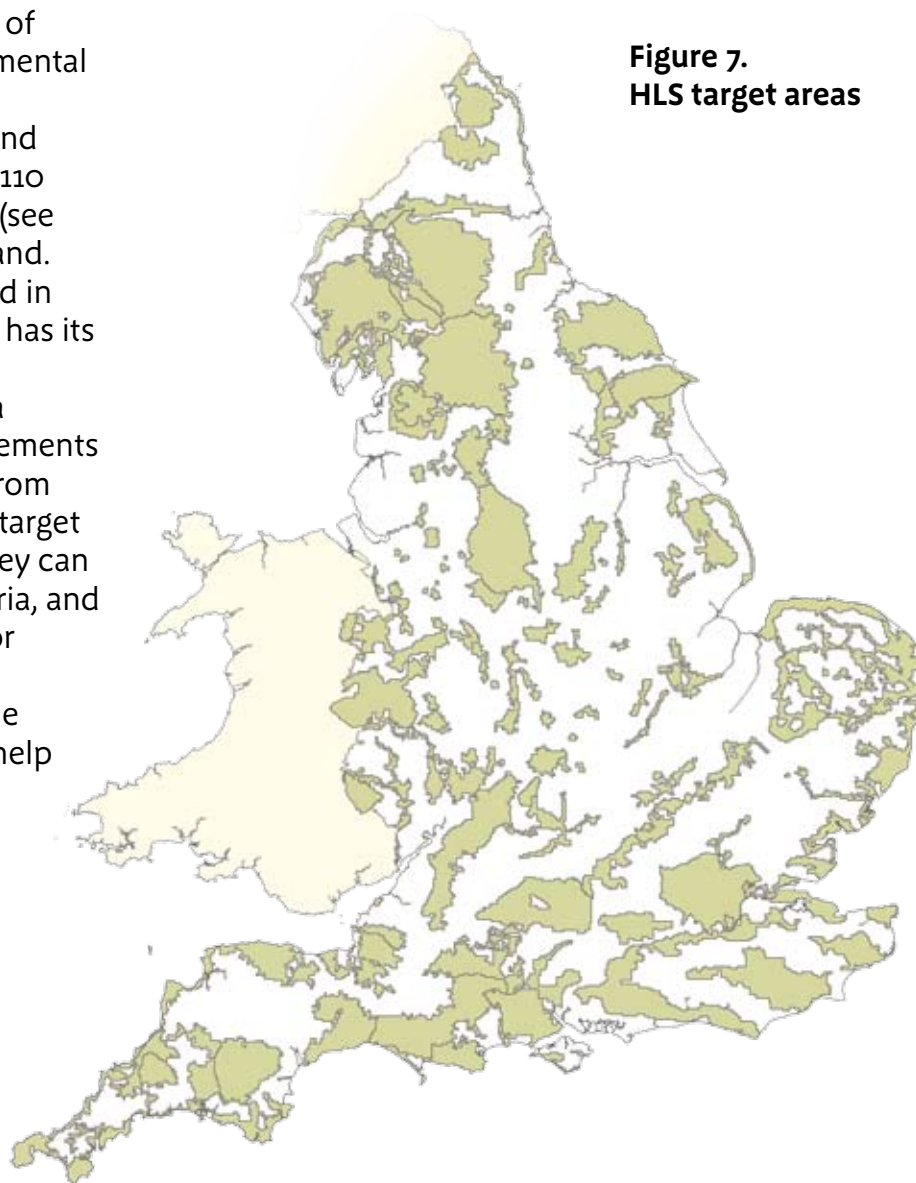 of
mental
nd
110
(see
and.
d in
has its
a
ements
rom
target
ey can
ria, and
or
e
help
Figure 7.
HLS target areas